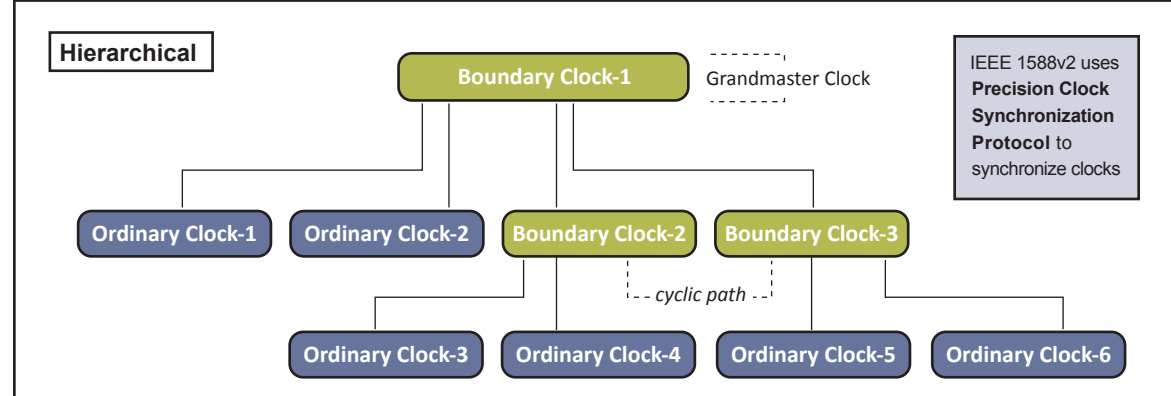 Hierarchical
Boundary Clock-1
Grandmaster Clock
IEEE 1588v2 uses
Precision Clock
Synchronization
Protocol to
synchronize clocks
Ordinary Clock-1
Ordinary Clock-2
Boundary Clock-2
Boundary Clock-3
cyclic path
Ordinary Clock-3
Ordinary Clock-4
Ordinary Clock-5
Ordinary Clock-6